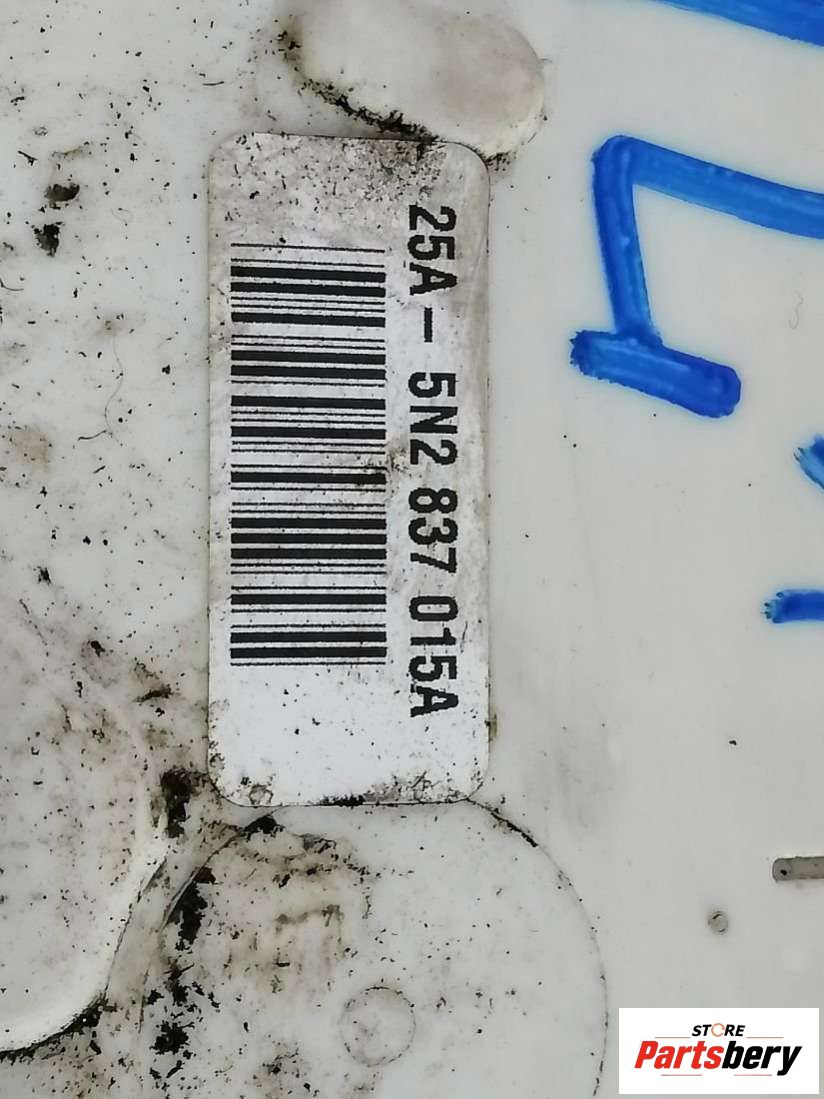 25A - 5N2 837 015A
STORE
Partsbery